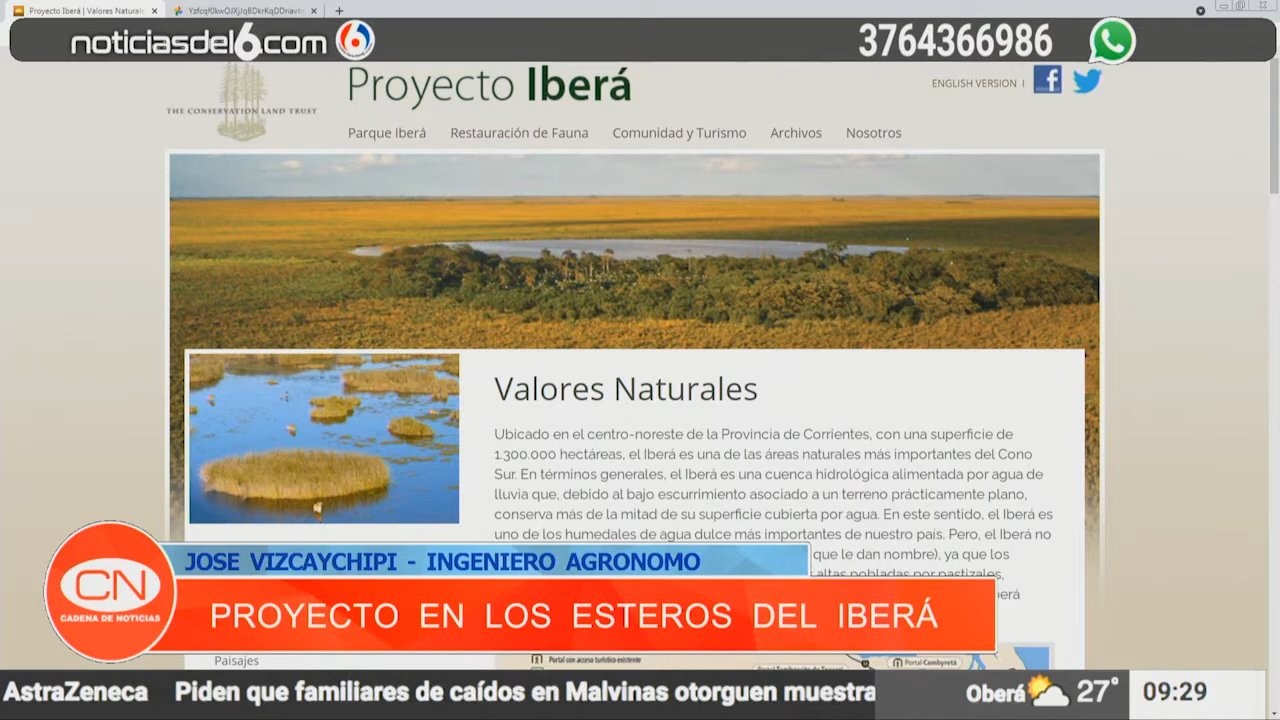 Proyecto Iberá | Valores Naturale
noticiasdel6.com
3764366986
Proyecto Iberá
THE CONSERVATION LAND TRUST
ENGLISH VERSION |
Parque Iberá
Restauración de Fauna
Comunidad y Turismo
Archivos
Nosotros
Valores Naturales
Ubicado en el centro-noreste de la Provincia de Corrientes, con una superficie de
1.300.000 hectáreas, el Iberá es una de las áreas naturales más importantes del Cono
Sur. En términos generales, el Iberá es una cuenca hidrológica alimentada por agua de
lluvia que, debido al bajo escurrimiento asociado a un terreno prácticamente plano,
conserva más de la mitad de su superficie cubierta por agua. En este sentido, el Iberá es
uno de los humedales de agua dulce más importantes de nuestro país. Pero, el Iberá no
que le dan nombre), ya que los
altas pobladas por pastizales,
berá
JOSE VIZCAYCHIPI - INGENIERO AGRONOMO
CN
CADENA DE NOTICIAS
PROYECTO EN LOS ESTEROS DEL IBERÁ
Paisajes
Portal con acceso turístico existente
Portal Cambyretá
AstraZeneca
Piden que familiares de caídos en Malvinas otorguen muestra
Oberá
27°
09:29